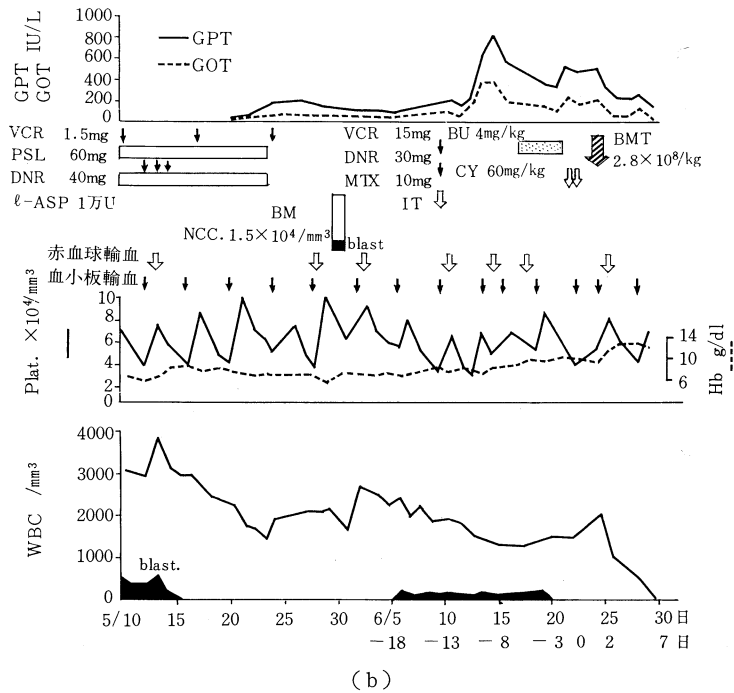 GPT IU/L
GOT
1000
800
600
400
200
0
GPT
GOT
VCR 1.5mg
PSL 60mg
DNR 40mg
ℓ-ASP 1万U
VCR 15mg
DNR 30mg
MTX 10mg
IT
BU 4mg/kg
CY 60mg/kg
BMT
2.8×10⁸/kg
BM
NCC. 1.5×10⁴/mm³
blast
赤血球輸血
血小板輸血
Plat. ×10⁴/mm³
10
8
6
4
2
0
14
10
6
Hb g/dl
WBC /mm³
4000
3000
2000
1000
0
blast.
5/10 15 20 25 30 6/5 10 15 20 25 30日
−18 −13 −8 −3 0 2 7日
(b)